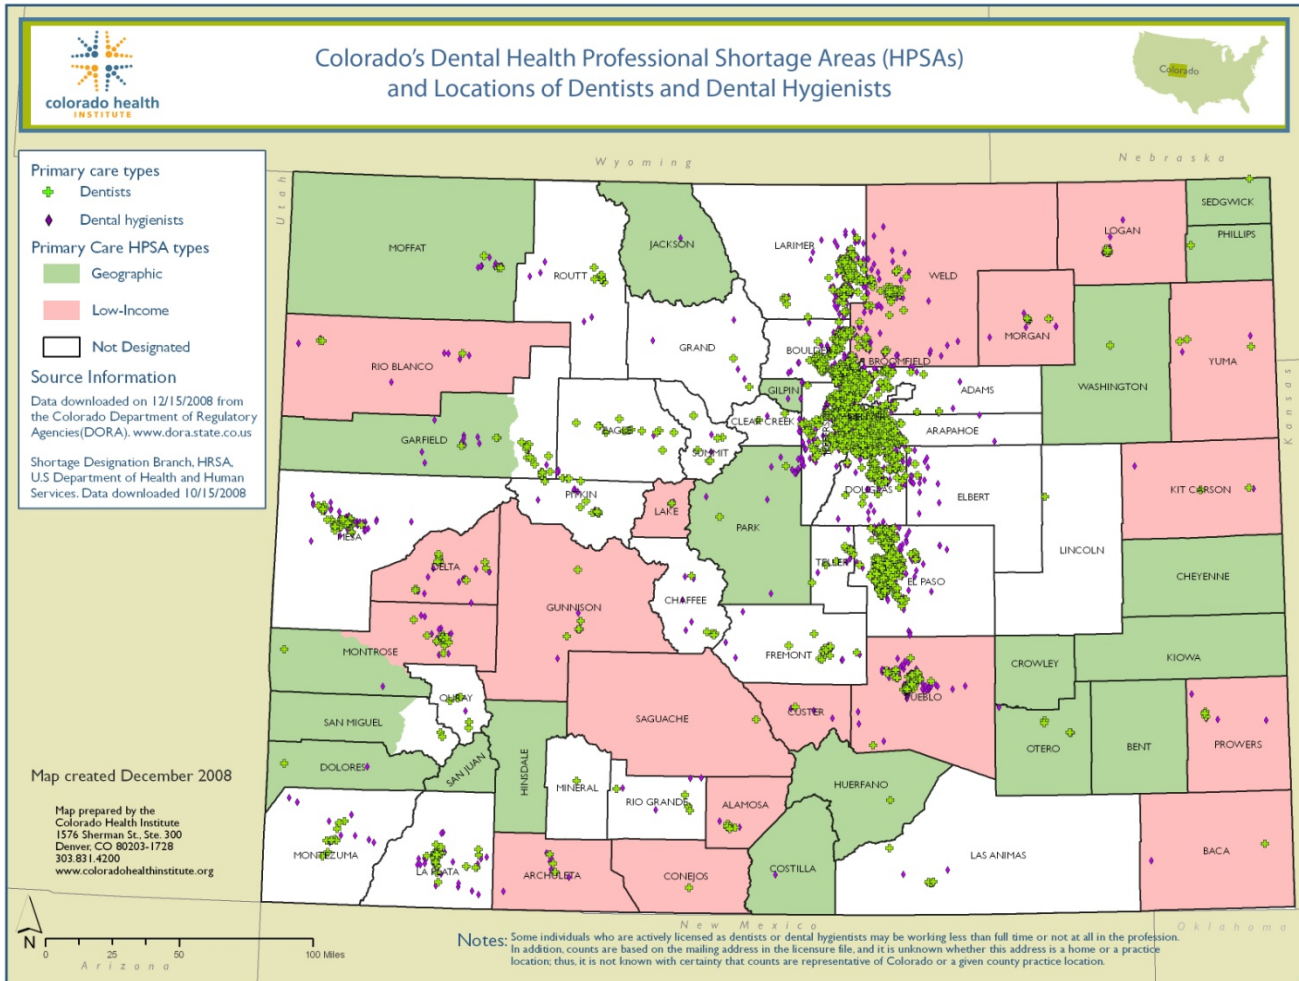 Colorado's Dental Health Professional Shortage Areas (HPSAs)
and Locations of Dentists and Dental Hygienists
colorado health
INSTITUTE
Colorado
Primary care types
Dentists
Dental hygienists
Primary Care HPSA types
Geographic
Low-Income
Not Designated
Source Information
Data downloaded on 12/15/2008 from
the Colorado Department of Regulatory
Agencies(DORA). www.dora.state.co.us
Shortage Designation Branch, HRSA,
U.S Department of Health and Human
Services. Data downloaded 10/15/2008
Wyoming
Nebraska
Utah
Kansas
MOFFAT
ROUTT
JACKSON
LARIMER
WELD
LOGAN
SEDGWICK
PHILLIPS
MORGAN
RIO BLANCO
GRAND
BOULDER
BROOMFIELD
GILPIN
ADAMS
WASHINGTON
YUMA
GARFIELD
EAGLE
SUMMIT
CLEAR CREEK
ARAPAHOE
MESA
PITKIN
LAKE
PARK
DOUGLAS
ELBERT
LINCOLN
KIT CARSON
DELTA
GUNNISON
CHAFFEE
TELLER
EL PASO
CHEYENNE
MONTROSE
FREMONT
CROWLEY
KIOWA
OURAY
SAN MIGUEL
SAGUACHE
CUSTER
PUEBLO
OTERO
BENT
PROWERS
DOLORES
SAN JUAN
HINSDALE
MINERAL
RIO GRANDE
ALAMOSA
HUERFANO
MONTEZUMA
LA PLATA
ARCHULETA
CONEJOS
COSTILLA
LAS ANIMAS
BACA
Map created December 2008
Map prepared by the
Colorado Health Institute
1576 Sherman St., Ste. 300
Denver, CO 80203-1728
303.831.4200
www.coloradohealthinstitute.org
N
0 25 50 100 Miles
Arizona
New Mexico
Oklahoma
Notes: Some individuals who are actively licensed as dentists or dental hygientists may be working less than full time or not at all in the profession.
In addition, counts are based on the mailing address in the licensure file, and it is unknown whether this address is a home or a practice
location; thus, it is not known with certainty that counts are representative of Colorado or a given county practice location.